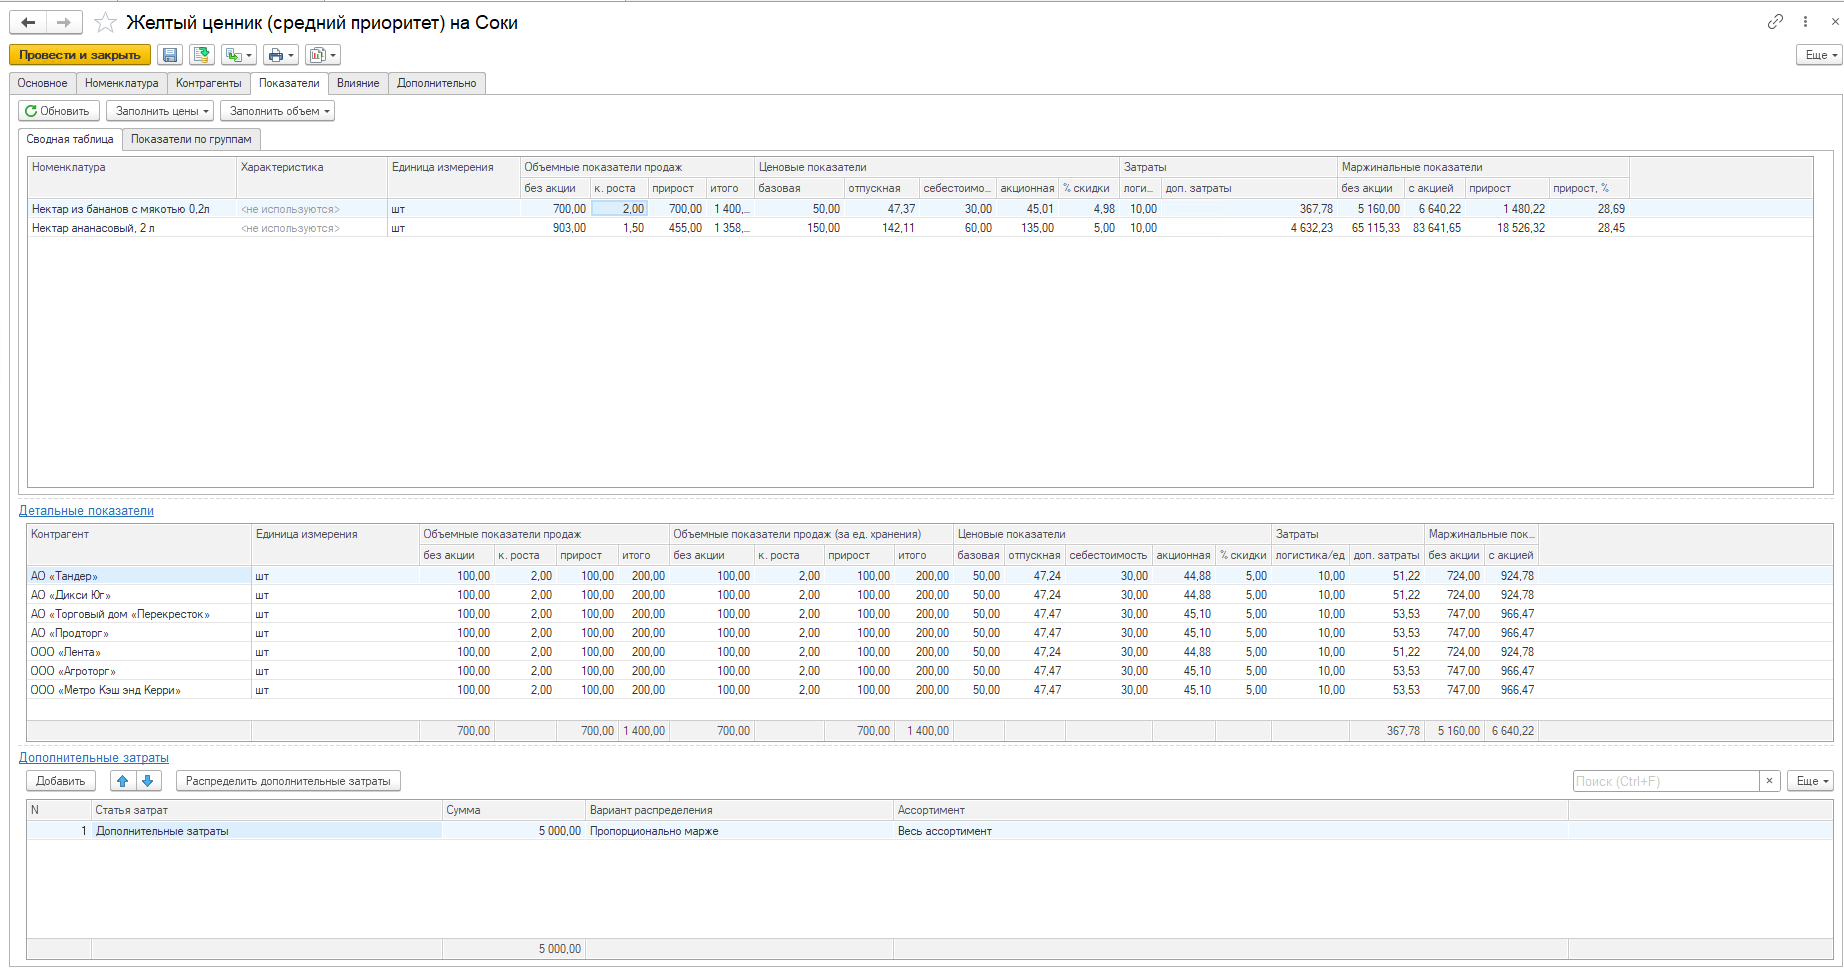 Желтый ценник (средний приоритет) на Соки
Провести и закрыть
Еще
Основное Номенклатура Контрагенты Показатели Влияние Дополнительно
Обновить Заполнить цены Заполнить объем
Сводная таблица Показатели по группам
Номенклатура Характеристика Единица измерения Объемные показатели продаж Ценовые показатели Затраты Маржинальные показатели
без акции к. роста прирост итого базовая отпускная себестоимо... акционная % скидки логи... доп. затраты без акции с акцией прирост прирост, %
Нектар из бананов с мякотью 0,2л <не используются> шт 700,00 2,00 700,00 1 400,... 50,00 47,37 30,00 45,01 4,98 10,00 367,78 5 160,00 6 640,22 1 480,22 28,69
Нектар ананасовый, 2 л <не используются> шт 903,00 1,50 455,00 1 358,... 150,00 142,11 60,00 135,00 5,00 10,00 4 632,23 65 115,33 83 641,65 18 526,32 28,45
Детальные показатели
Контрагент Единица измерения Объемные показатели продаж Объемные показатели продаж (за ед. хранения) Ценовые показатели Затраты Маржинальные пок...
без акции к. роста прирост итого без акции к. роста прирост итого базовая отпускная себестоимость акционная % скидки логистика/ед доп. затраты без акции с акцией
АО «Тандер» шт 100,00 2,00 100,00 200,00 100,00 2,00 100,00 200,00 50,00 47,24 30,00 44,88 5,00 10,00 51,22 724,00 924,78
АО «Дикси Юг» шт 100,00 2,00 100,00 200,00 100,00 2,00 100,00 200,00 50,00 47,24 30,00 44,88 5,00 10,00 51,22 724,00 924,78
АО «Торговый дом «Перекресток» шт 100,00 2,00 100,00 200,00 100,00 2,00 100,00 200,00 50,00 47,47 30,00 45,10 5,00 10,00 53,53 747,00 966,47
АО «Продторг» шт 100,00 2,00 100,00 200,00 100,00 2,00 100,00 200,00 50,00 47,47 30,00 45,10 5,00 10,00 53,53 747,00 966,47
ООО «Лента» шт 100,00 2,00 100,00 200,00 100,00 2,00 100,00 200,00 50,00 47,24 30,00 44,88 5,00 10,00 51,22 724,00 924,78
ООО «Агроторг» шт 100,00 2,00 100,00 200,00 100,00 2,00 100,00 200,00 50,00 47,47 30,00 45,10 5,00 10,00 53,53 747,00 966,47
ООО «Метро Кэш энд Керри» шт 100,00 2,00 100,00 200,00 100,00 2,00 100,00 200,00 50,00 47,47 30,00 45,10 5,00 10,00 53,53 747,00 966,47
700,00 700,00 1 400,00 700,00 700,00 1 400,00 367,78 5 160,00 6 640,22
Дополнительные затраты
Добавить Распределить дополнительные затраты Поиск (Ctrl+F) × Еще
N Статья затрат Сумма Вариант распределения Ассортимент
1 Дополнительные затраты 5 000,00 Пропорционально марже Весь ассортимент
5 000,00